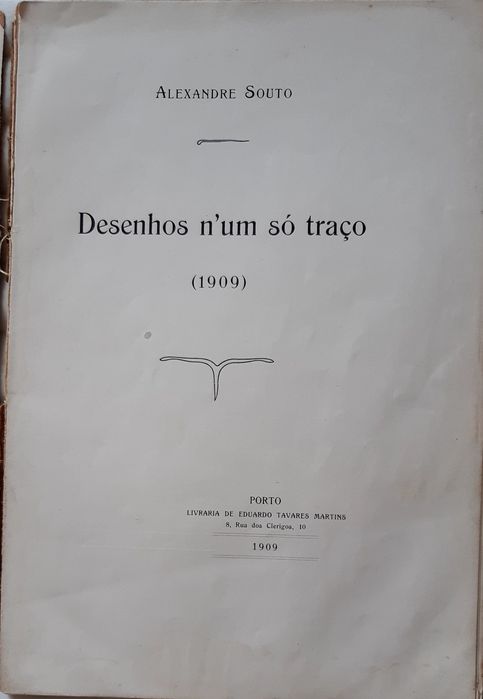 ALEXANDRE SOUTO
Desenhos n'um só traço
(1909)
PORTO
LIVRARIA DE EDUARDO TAVARES MARTINS
8, Rua dos Clerigos, 10
1909